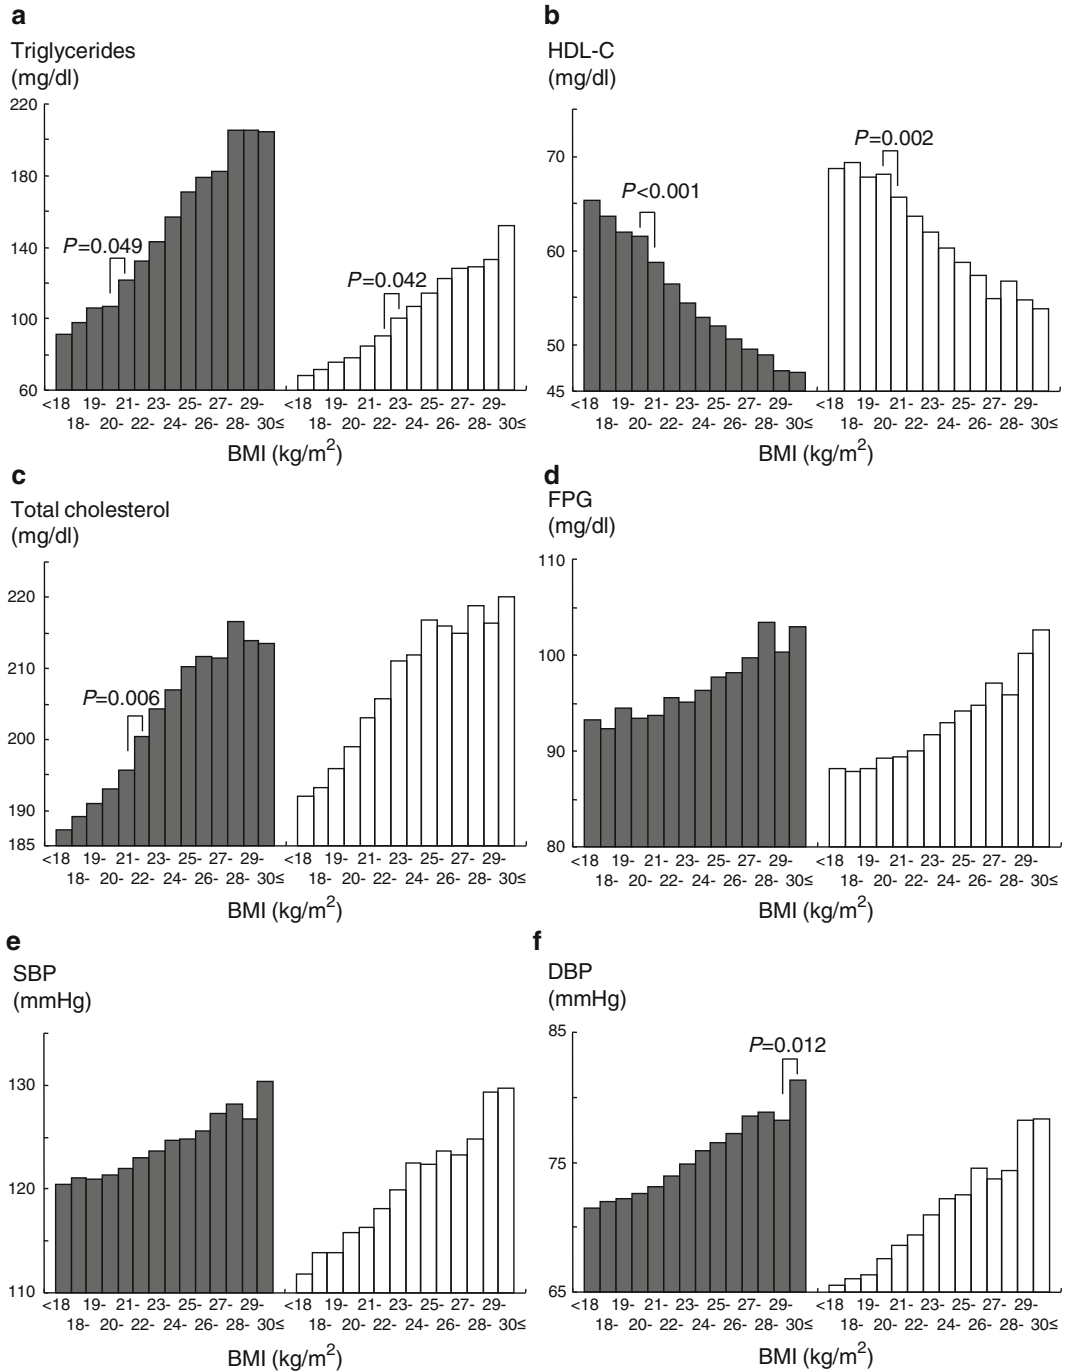 a
Triglycerides
(mg/dl)
220
180
140
100
60
P=0.049
P=0.042
<18 19- 21- 23- 25- 27- 29- <18 19- 21- 23- 25- 27- 29-
18- 20- 22- 24- 26- 28- 30≤ 18- 20- 22- 24- 26- 28- 30≤
BMI (kg/m2)
b
HDL-C
(mg/dl)
70
60
50
45
P<0.001
P=0.002
<18 19- 21- 23- 25- 27- 29- <18 19- 21- 23- 25- 27- 29-
18- 20- 22- 24- 26- 28- 30≤ 18- 20- 22- 24- 26- 28- 30≤
BMI (kg/m2)
c
Total cholesterol
(mg/dl)
220
210
200
190
185
P=0.006
<18 19- 21- 23- 25- 27- 29- <18 19- 21- 23- 25- 27- 29-
18- 20- 22- 24- 26- 28- 30≤ 18- 20- 22- 24- 26- 28- 30≤
BMI (kg/m2)
d
FPG
(mg/dl)
110
100
90
80
<18 19- 21- 23- 25- 27- 29- <18 19- 21- 23- 25- 27- 29-
18- 20- 22- 24- 26- 28- 30≤ 18- 20- 22- 24- 26- 28- 30≤
BMI (kg/m2)
e
SBP
(mmHg)
130
120
110
<18 19- 21- 23- 25- 27- 29- <18 19- 21- 23- 25- 27- 29-
18- 20- 22- 24- 26- 28- 30≤ 18- 20- 22- 24- 26- 28- 30≤
BMI (kg/m2)
f
DBP
(mmHg)
85
75
65
P=0.012
<18 19- 21- 23- 25- 27- 29- <18 19- 21- 23- 25- 27- 29-
18- 20- 22- 24- 26- 28- 30≤ 18- 20- 22- 24- 26- 28- 30≤
BMI (kg/m2)